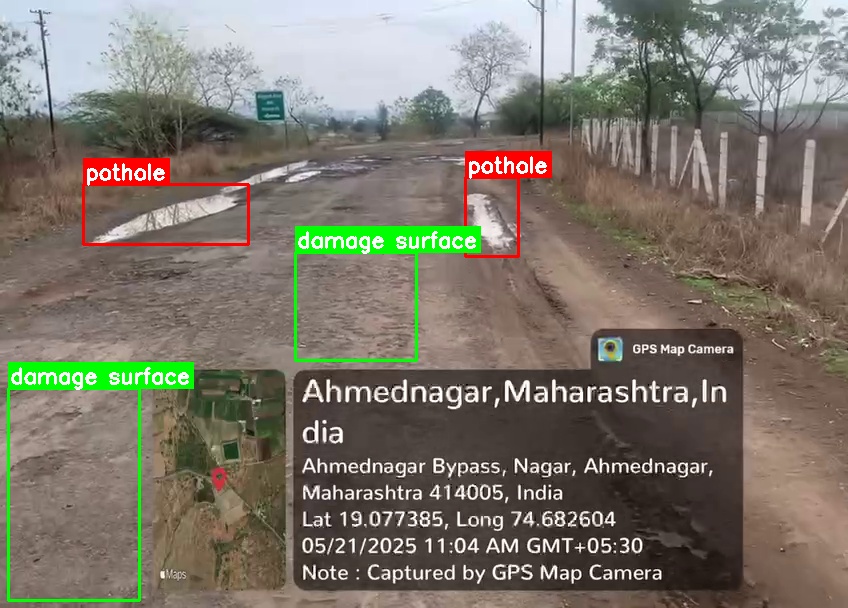 pothole
pothole
damage surface
damage surface
GPS Map Camera
Ahmednagar,Maharashtra,In
dia
Ahmednagar Bypass, Nagar, Ahmednagar,
Maharashtra 414005, India
Lat 19.077385, Long 74.682604
05/21/2025 11:04 AM GMT+05:30
Note : Captured by GPS Map Camera
Maps